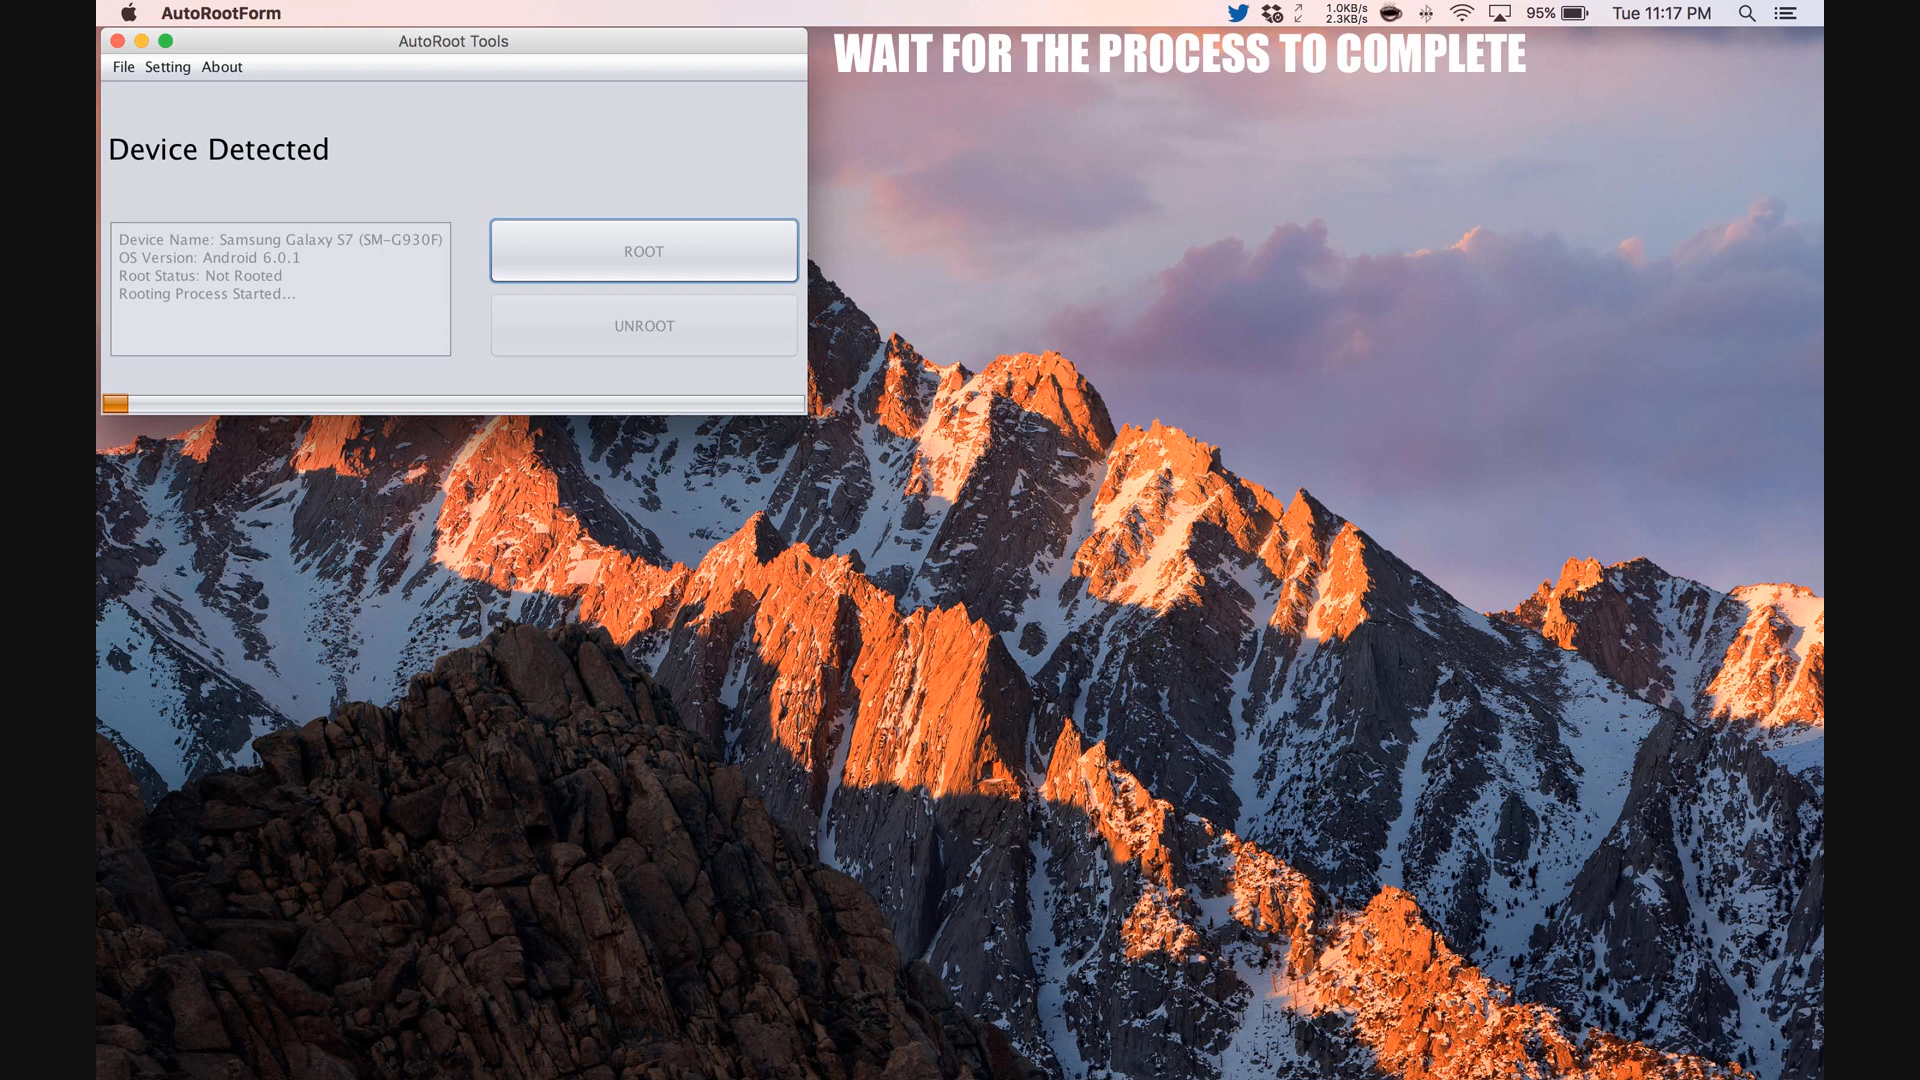 AutoRootForm
1.0KB/s
2.3KB/s
95%
Tue 11:17 PM
AutoRoot Tools
WAIT FOR THE PROCESS TO COMPLETE
File Setting About
Device Detected
Device Name: Samsung Galaxy S7 (SM-G930F)
OS Version: Android 6.0.1
Root Status: Not Rooted
Rooting Process Started...
ROOT
UNROOT